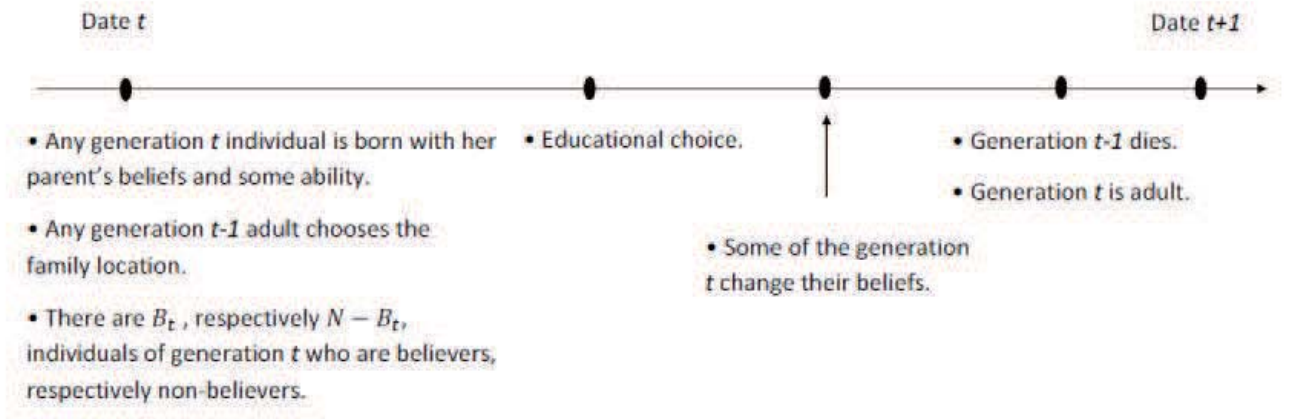 Date t
Date t+1
• Any generation t individual is born with her
parent's beliefs and some ability.
• Any generation t-1 adult chooses the
family location.
• There are B_t , respectively N − B_t,
individuals of generation t who are believers,
respectively non-believers.
• Educational choice.
• Some of the generation
t change their beliefs.
• Generation t-1 dies.
• Generation t is adult.